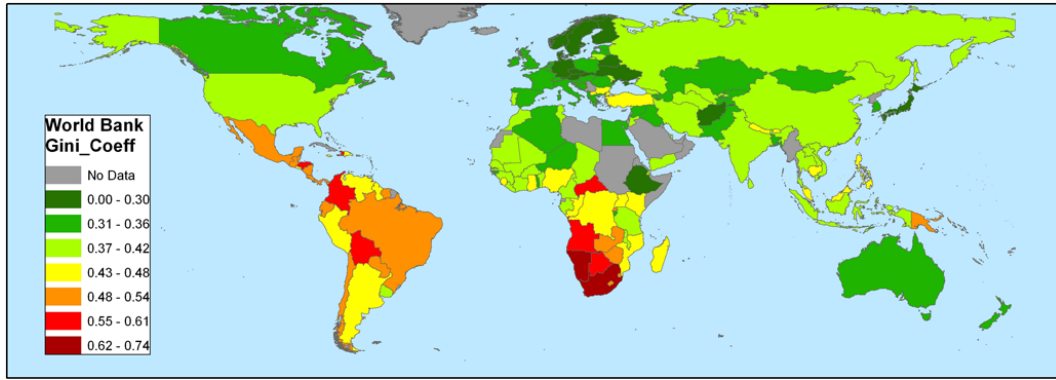 World Bank
Gini_Coeff
No Data
0.00 - 0.30
0.31 - 0.36
0.37 - 0.42
0.43 - 0.48
0.48 - 0.54
0.55 - 0.61
0.62 - 0.74